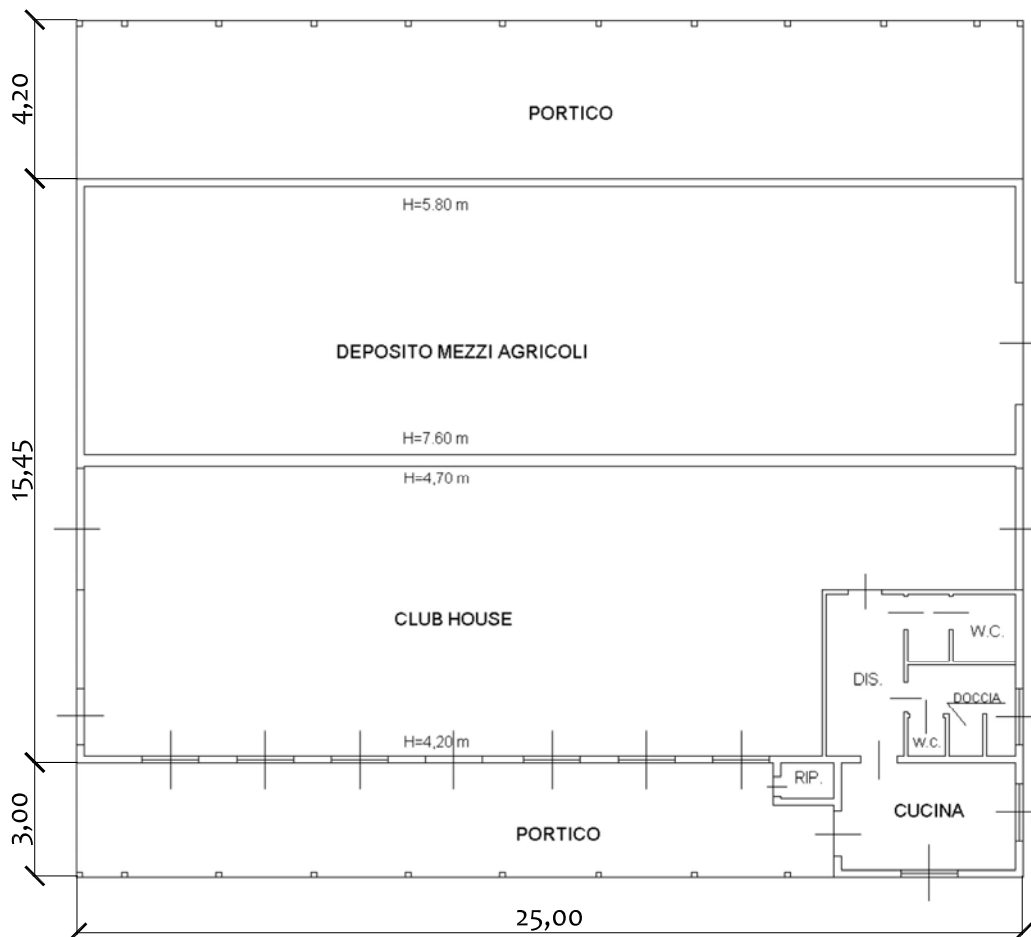 4,20
PORTICO
H=5.80 m
DEPOSITO MEZZI AGRICOLI
H=7.60 m
15,45
H=4,70 m
CLUB HOUSE
W.C.
DIS.
DOCCIA
H=4,20 m
W.C.
RIP.
3,00
PORTICO
CUCINA
25,00